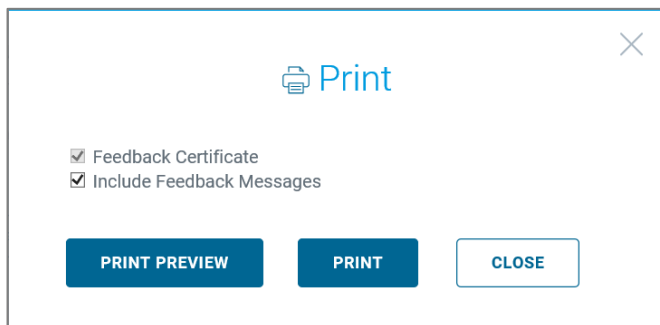 Print
Feedback Certificate
Include Feedback Messages
PRINT PREVIEW
PRINT
CLOSE